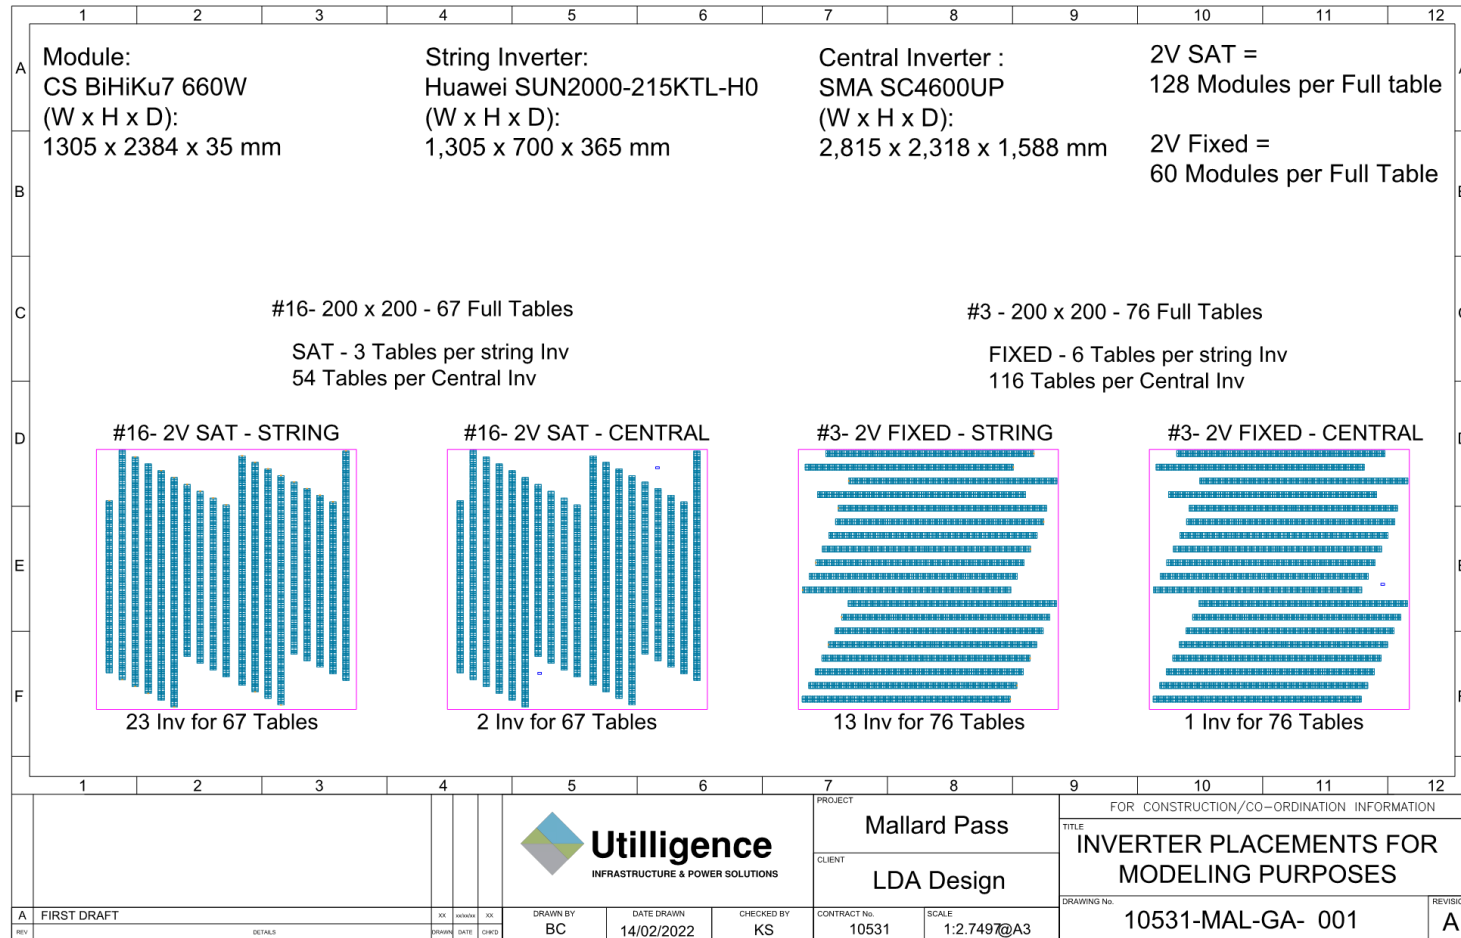 1 2 3 4 5 6 7 8 9 10 11 12
A
B
C
D
E
F
Module:
CS BiHiKu7 660W
(W x H x D):
1305 x 2384 x 35 mm
String Inverter:
Huawei SUN2000-215KTL-H0
(W x H x D):
1,305 x 700 x 365 mm
Central Inverter :
SMA SC4600UP
(W x H x D):
2,815 x 2,318 x 1,588 mm
2V SAT =
128 Modules per Full table
2V Fixed =
60 Modules per Full Table
#16- 200 x 200 - 67 Full Tables
SAT - 3 Tables per string Inv
54 Tables per Central Inv
#3 - 200 x 200 - 76 Full Tables
FIXED - 6 Tables per string Inv
116 Tables per Central Inv
#16- 2V SAT - STRING
#16- 2V SAT - CENTRAL
#3- 2V FIXED - STRING
#3- 2V FIXED - CENTRAL
23 Inv for 67 Tables
2 Inv for 67 Tables
13 Inv for 76 Tables
1 Inv for 76 Tables
1 2 3 4 5 6 7 8 9 10 11 12
A FIRST DRAFT XX xx/xx/xx XX
REV DETAILS DRAWN DATE CHK'D
Utilligence
INFRASTRUCTURE & POWER SOLUTIONS
DRAWN BY
BC
DATE DRAWN
14/02/2022
CHECKED BY
KS
PROJECT
Mallard Pass
CLIENT
LDA Design
CONTRACT No.
10531
SCALE
1:2.7497@A3
FOR CONSTRUCTION/CO-ORDINATION INFORMATION
TITLE
INVERTER PLACEMENTS FOR
MODELING PURPOSES
DRAWING No.
10531-MAL-GA- 001
A